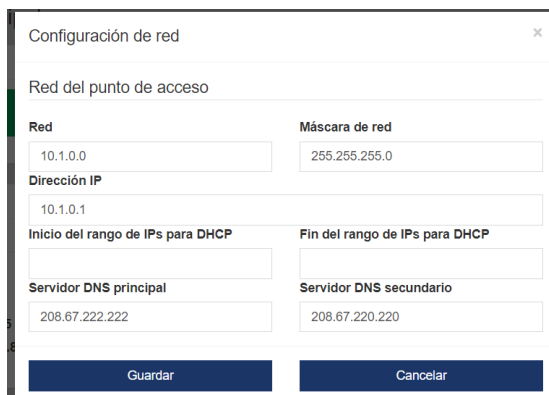 Configuración de red ×
Red del punto de acceso
Red Máscara de red
10.1.0.0 255.255.255.0
Dirección IP
10.1.0.1
Inicio del rango de IPs para DHCP Fin del rango de IPs para DHCP
Servidor DNS principal Servidor DNS secundario
208.67.222.222 208.67.220.220
Guardar Cancelar